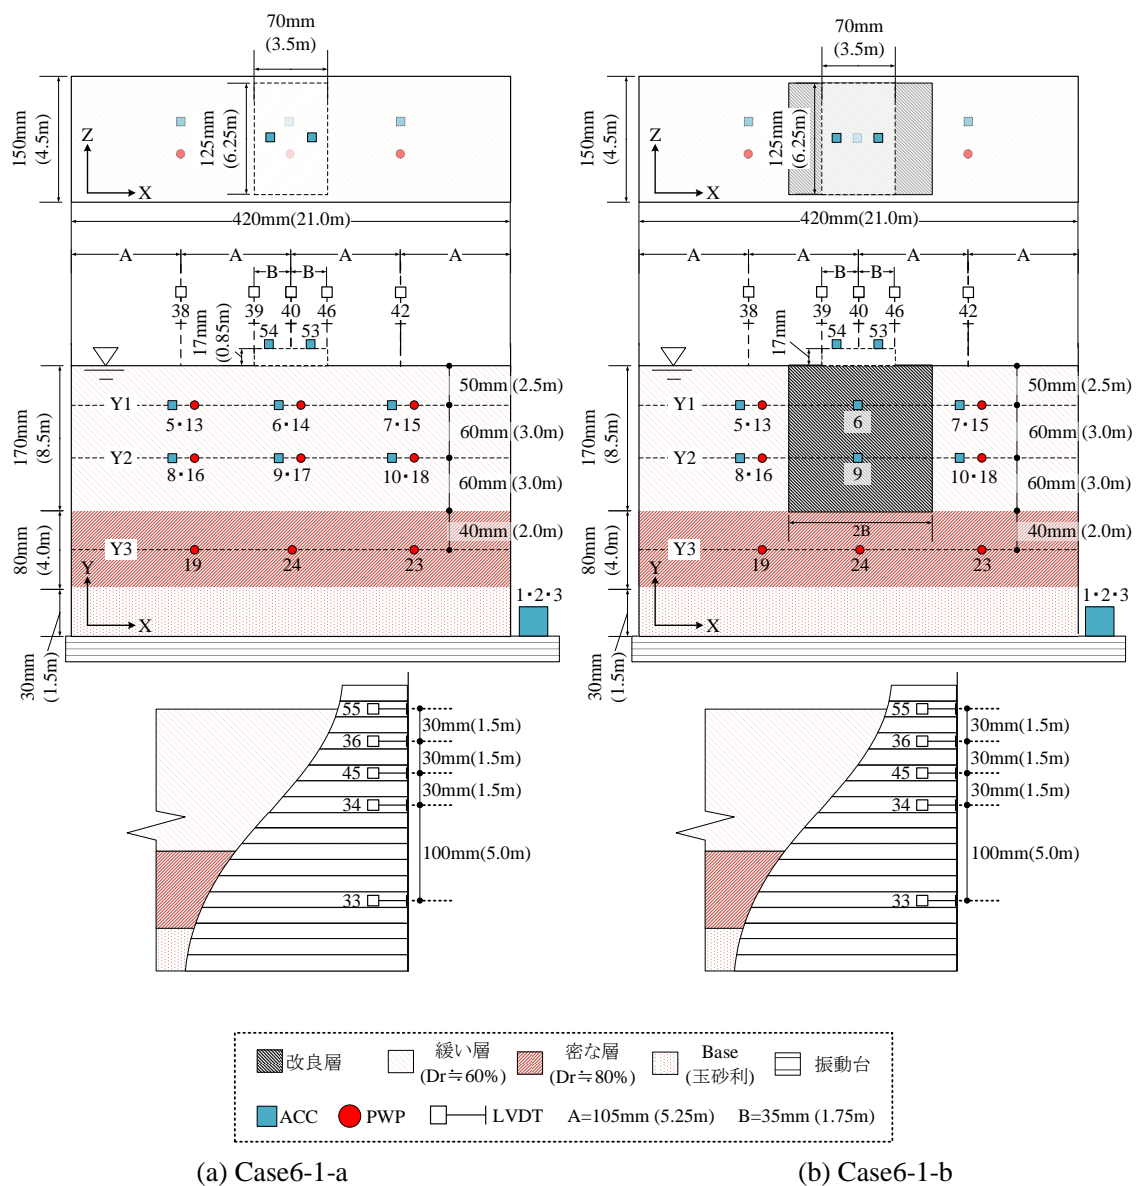 70mm
(3.5m)
150mm
(4.5m)
125mm
(6.25m)
Z
X
420mm(21.0m)
A
A
A
A
B
B
38
39
40
46
42
54
53
17mm
(0.85m)
50mm (2.5m)
Y1
5・13
6・14
7・15
60mm (3.0m)
170mm
(8.5m)
Y2
8・16
9・17
10・18
60mm (3.0m)
40mm (2.0m)
80mm
(4.0m)
Y3
19
24
23
Y
X
1・2・3
30mm
(1.5m)
55
30mm(1.5m)
36
30mm(1.5m)
45
30mm(1.5m)
34
100mm(5.0m)
33
70mm
(3.5m)
150mm
(4.5m)
125mm
(6.25m)
Z
X
420mm(21.0m)
A
A
A
A
B
B
38
39
40
46
42
54
53
17mm
50mm (2.5m)
Y1
5・13
6
7・15
60mm (3.0m)
170mm
(8.5m)
Y2
8・16
9
10・18
60mm (3.0m)
40mm (2.0m)
2B
80mm
(4.0m)
Y3
19
24
23
Y
X
1・2・3
30mm
(1.5m)
55
30mm(1.5m)
36
30mm(1.5m)
45
30mm(1.5m)
34
100mm(5.0m)
33
改良層
緩い層
(Dr≒60%)
密な層
(Dr≒80%)
Base
(玉砂利)
振動台
ACC
PWP
LVDT
A=105mm (5.25m)
B=35mm (1.75m)
(a) Case6-1-a
(b) Case6-1-b